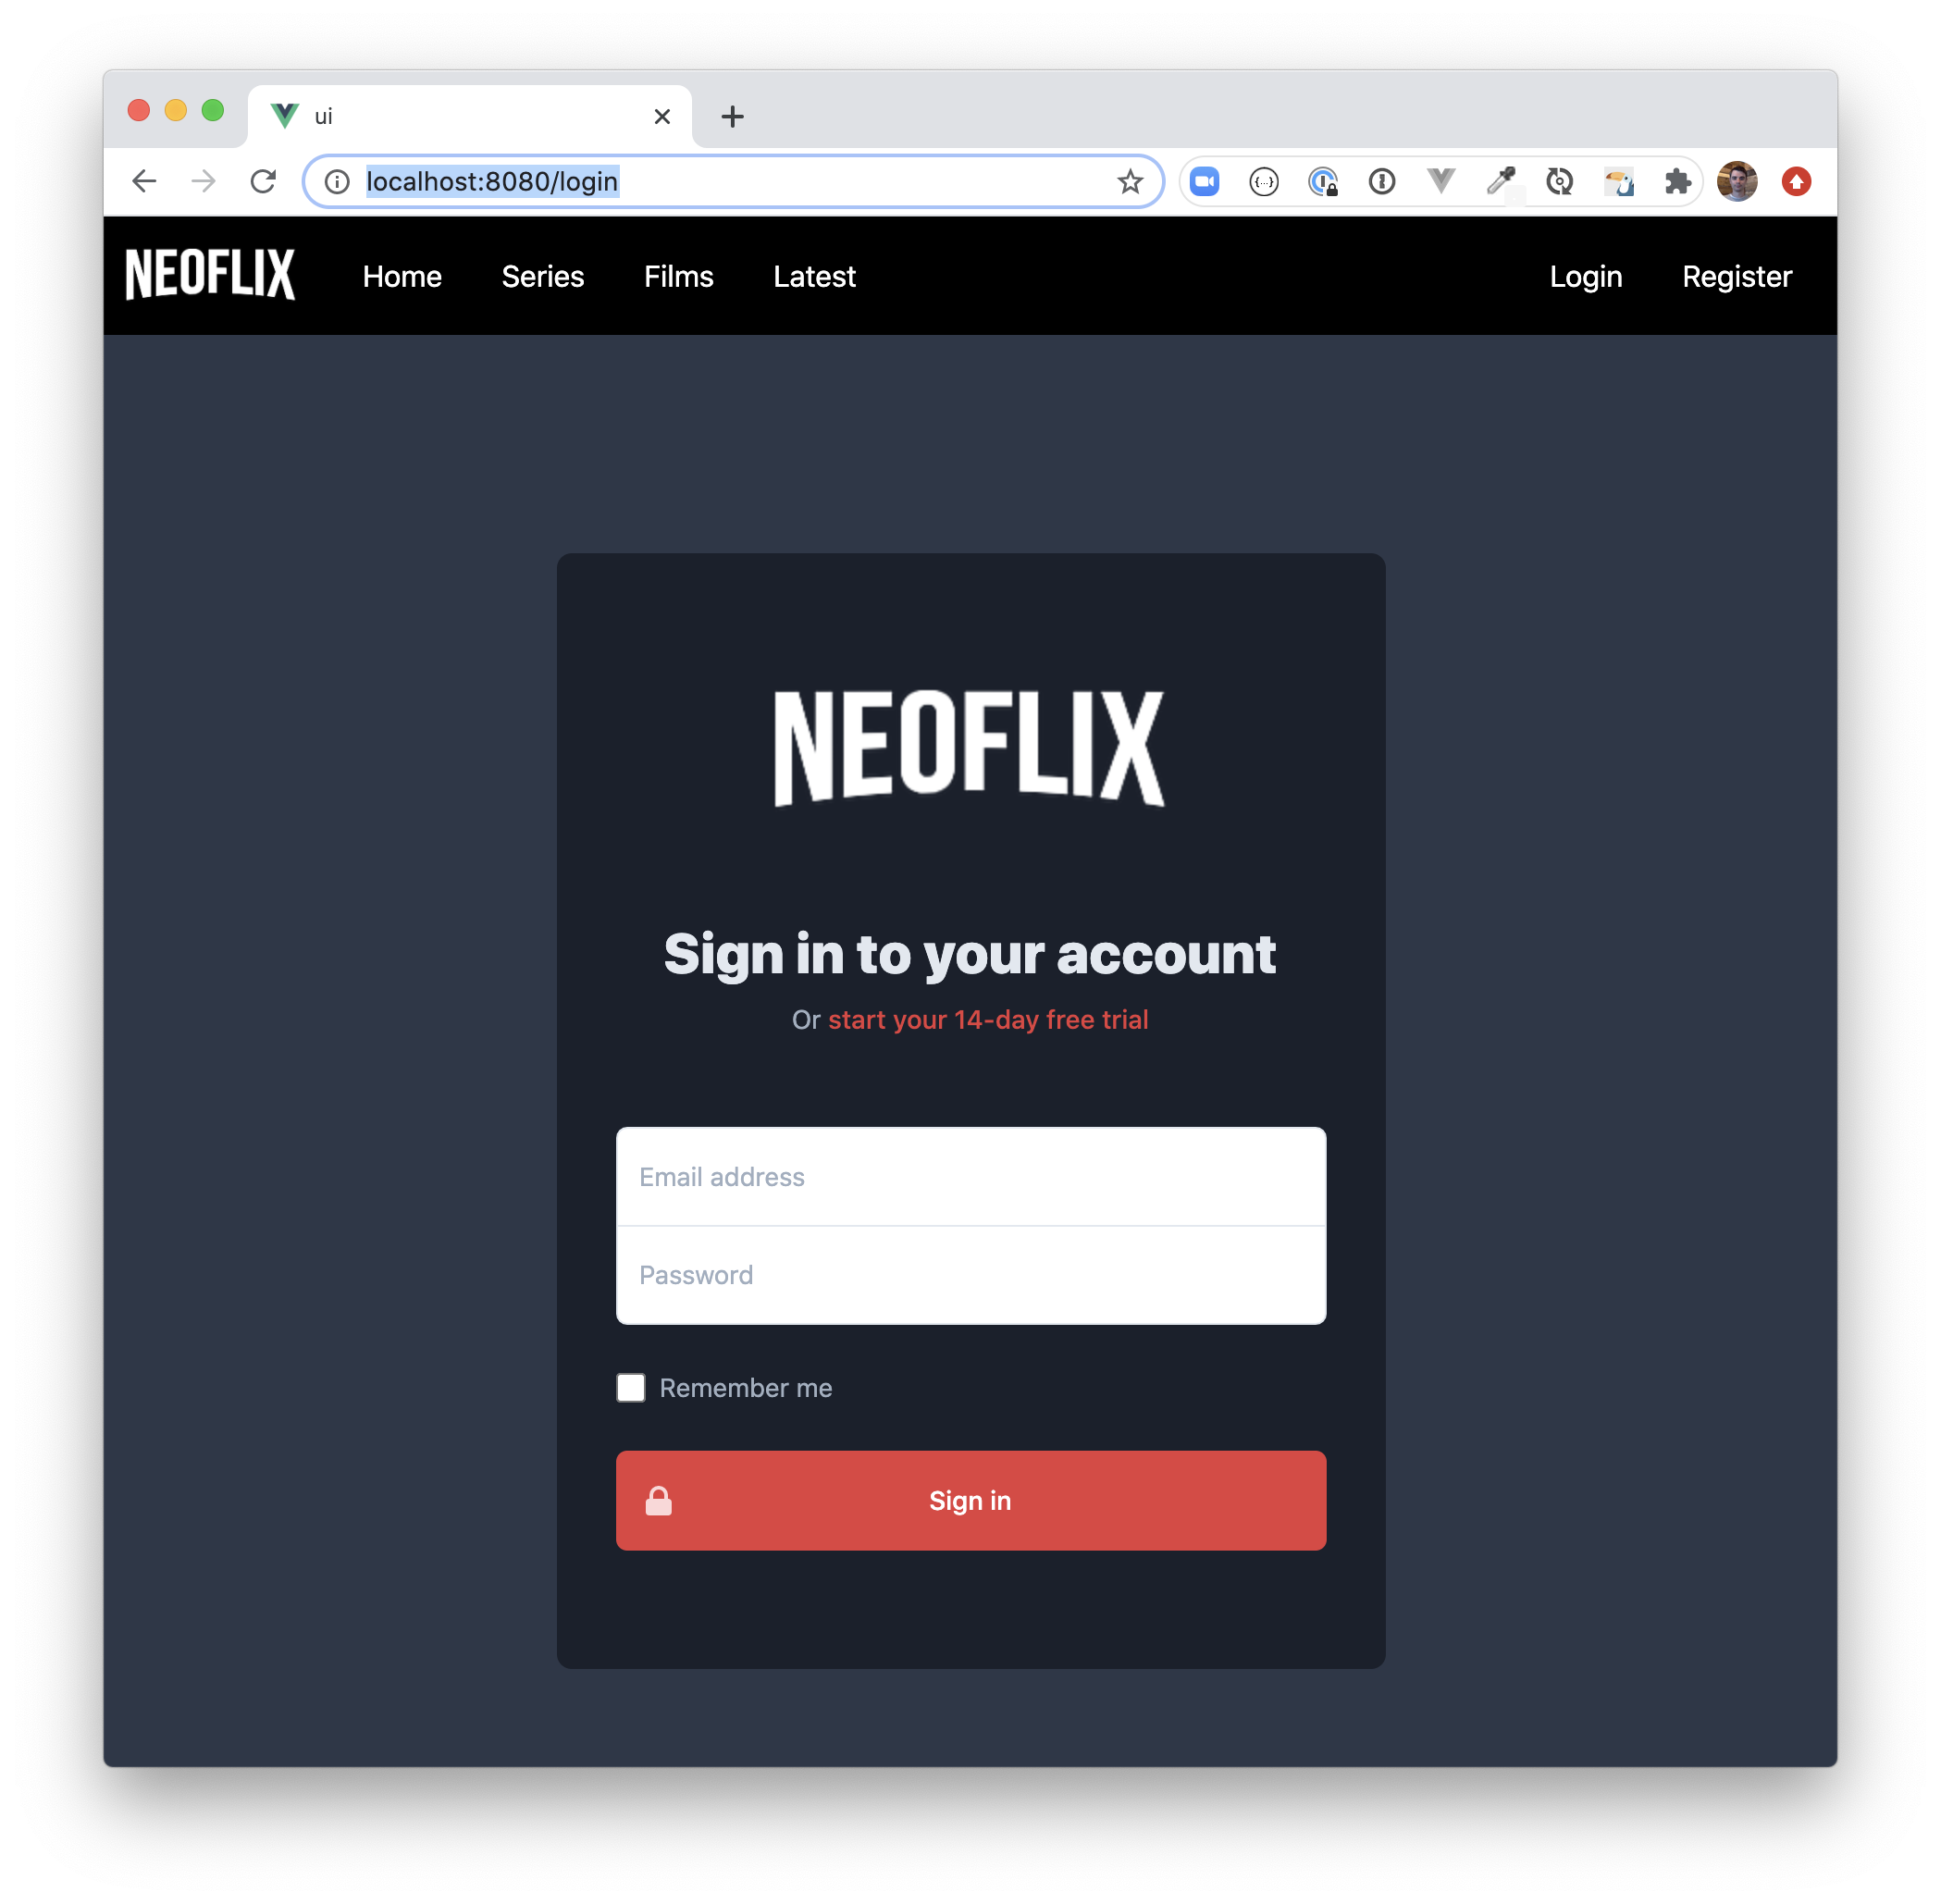 ui
localhost:8080/login
NEOFLIX
Home Series Films Latest Login Register
NEOFLIX
Sign in to your account
Or start your 14-day free trial
Email address
Password
Remember me
Sign in